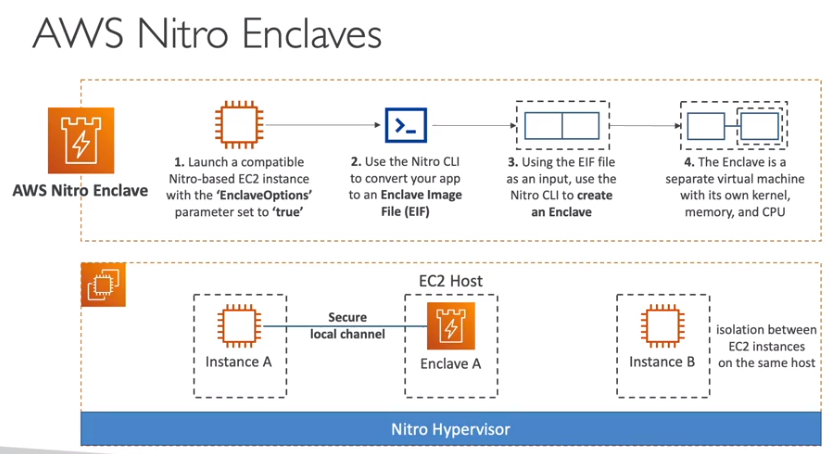 AWS Nitro Enclaves
AWS Nitro Enclave
1. Launch a compatible
Nitro-based EC2 instance
with the ‘EnclaveOptions’
parameter set to ‘true’
2. Use the Nitro CLI
to convert your app
to an Enclave Image
File (EIF)
3. Using the EIF file
as an input, use the
Nitro CLI to create
an Enclave
4. The Enclave is a
separate virtual machine
with its own kernel,
memory, and CPU
EC2 Host
Instance A
Secure
local channel
Enclave A
Instance B
isolation between
EC2 instances
on the same host
Nitro Hypervisor